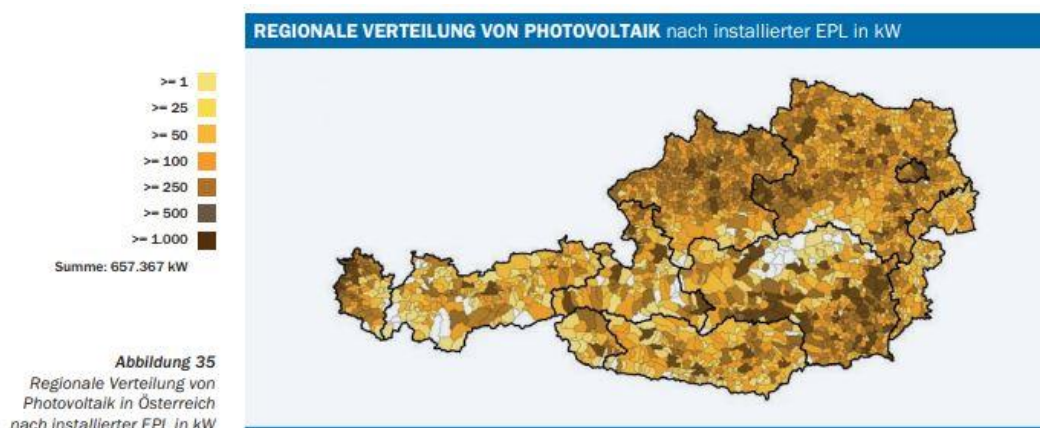 REGIONALE VERTEILUNG VON PHOTOVOLTAIK nach installierter EPL in kW
>= 1
>= 25
>= 50
>= 100
>= 250
>= 500
>= 1.000
Summe: 657.367 kW
Abbildung 35
Regionale Verteilung von
Photovoltaik in Österreich
nach installierter EPL in kW